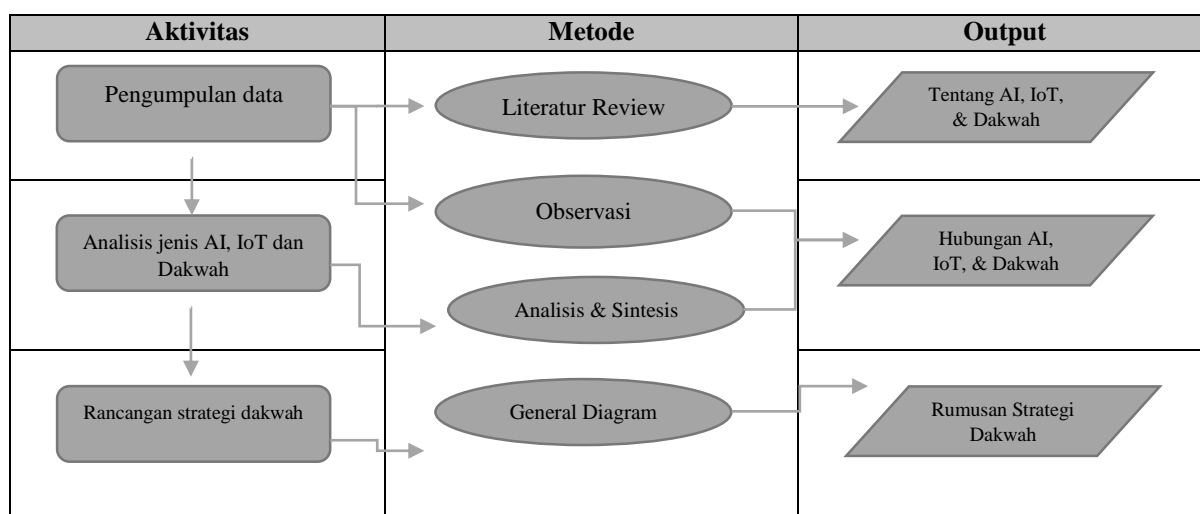 Aktivitas
Metode
Output
Pengumpulan data
Literatur Review
Tentang AI, IoT,
& Dakwah
Analisis jenis AI, IoT dan
Dakwah
Observasi
Analisis & Sintesis
Hubungan AI,
IoT, & Dakwah
Rancangan strategi dakwah
General Diagram
Rumusan Strategi
Dakwah